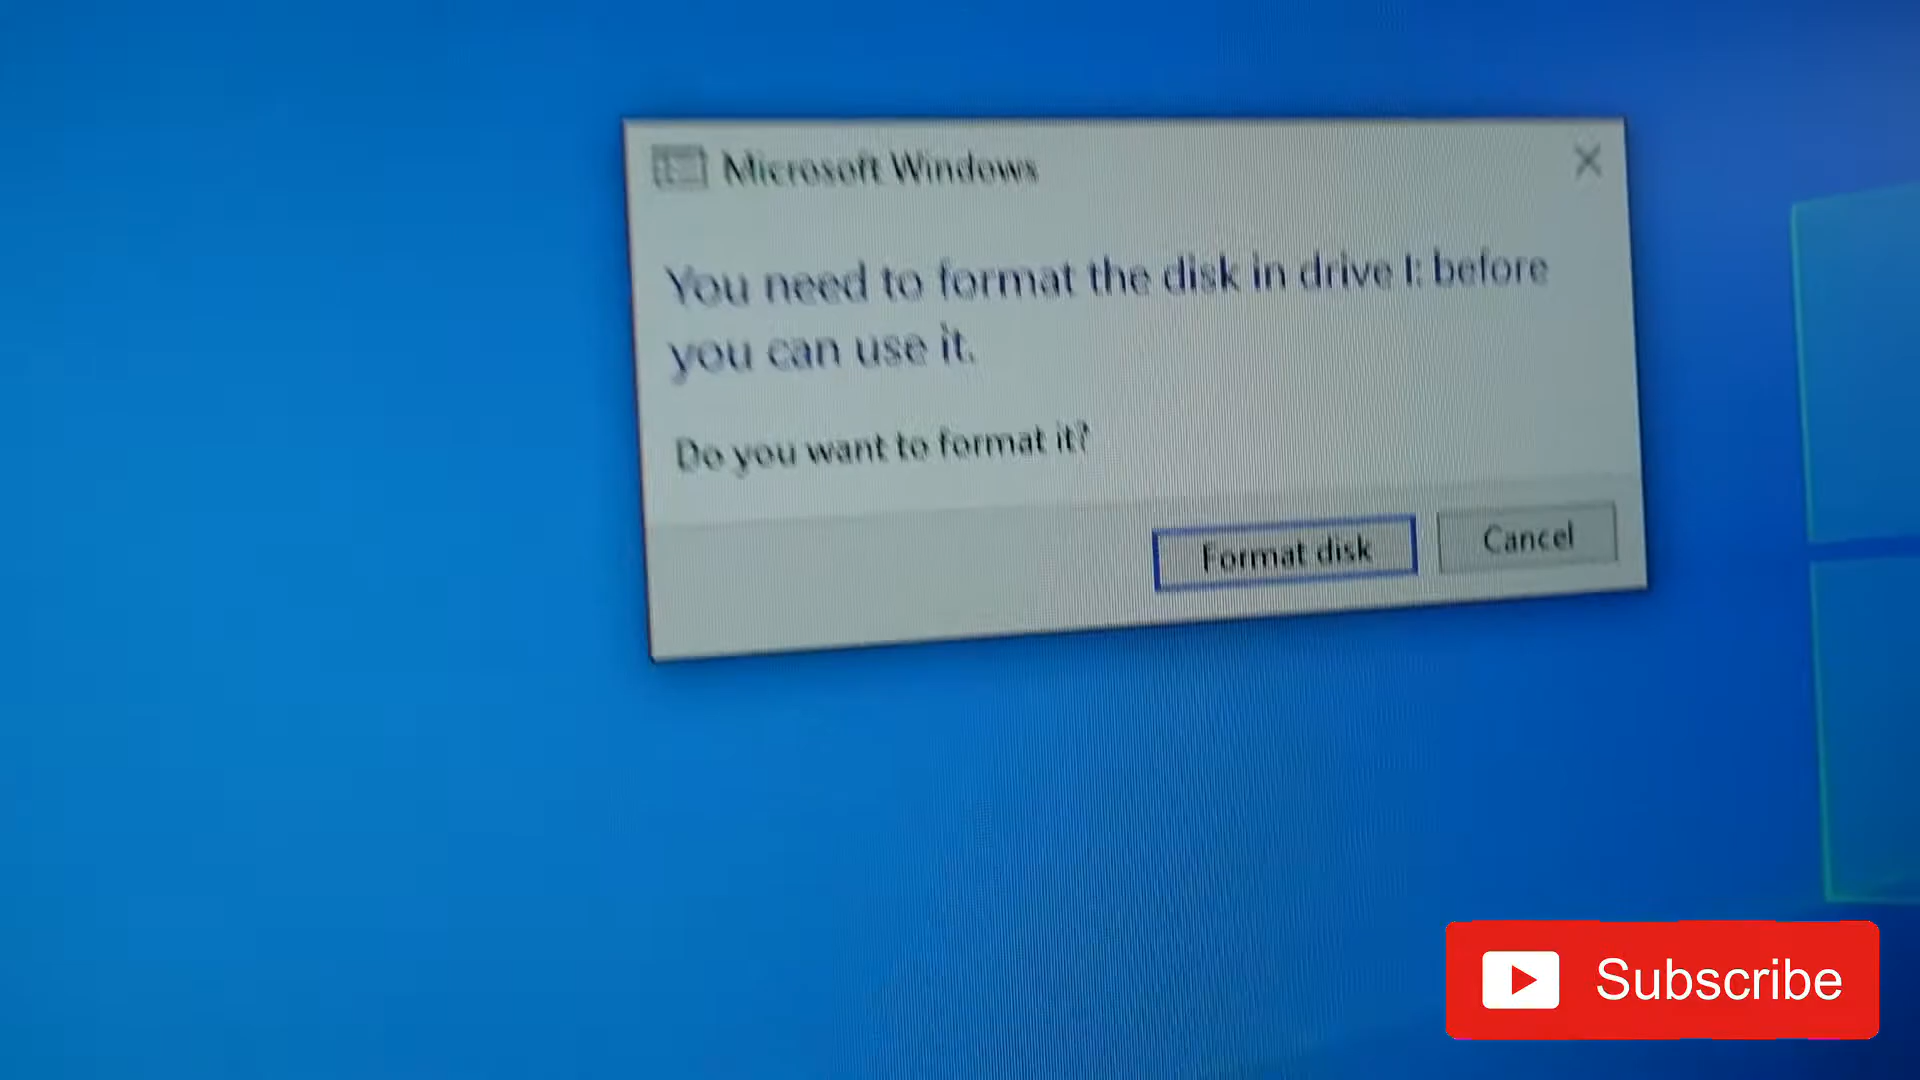 Microsoft Windows
You need to format the disk in drive I: before
you can use it.
Do you want to format it?
Format disk
Cancel
Subscribe